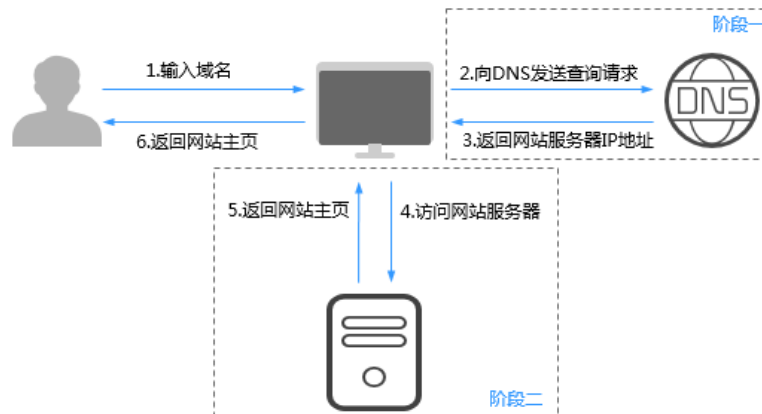 阶段一
1.输入域名
2.向DNS发送查询请求
DNS
6.返回网站主页
3.返回网站服务器IP地址
5.返回网站主页
4.访问网站服务器
阶段二